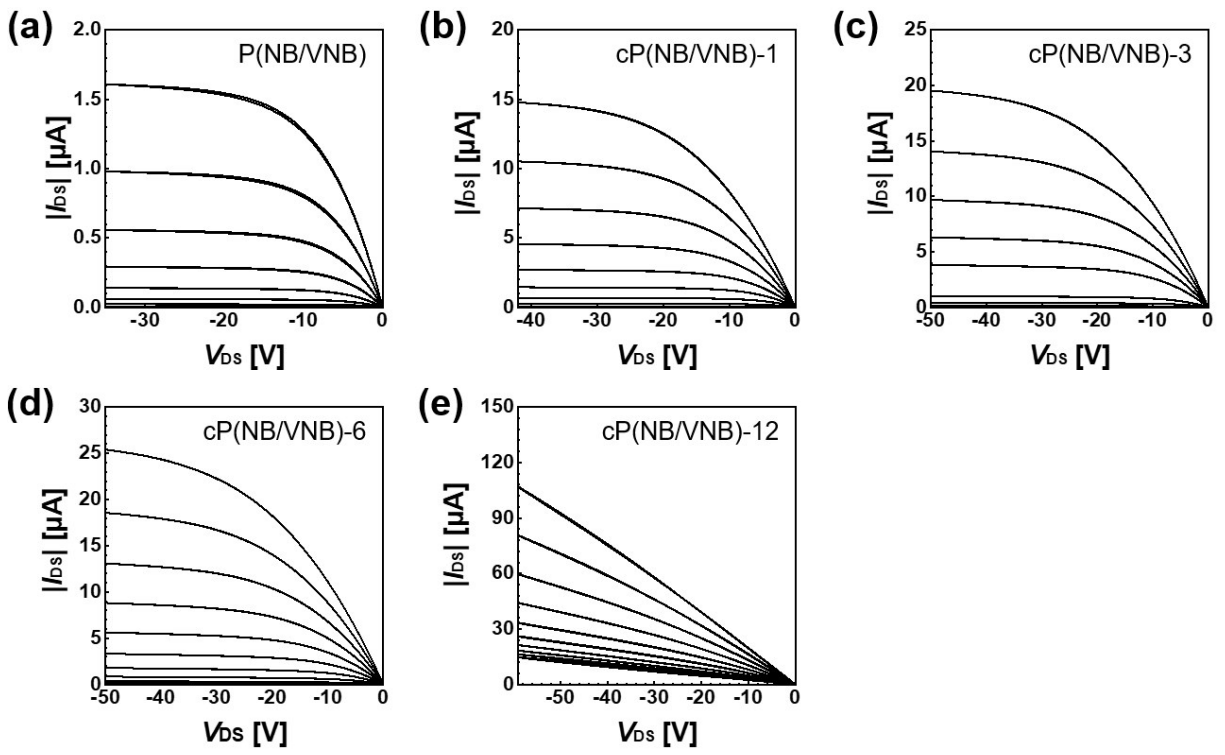 (a)
P(NB/VNB)
2.0
1.5
1.0
0.5
0.0
|IDS| [µA]
-30 -20 -10 0
VDS [V]
(b)
cP(NB/VNB)-1
20
15
10
5
0
|IDS| [µA]
-40 -30 -20 -10 0
VDS [V]
(c)
cP(NB/VNB)-3
25
20
15
10
5
0
|IDS| [µA]
-50 -40 -30 -20 -10 0
VDS [V]
(d)
cP(NB/VNB)-6
30
25
20
15
10
5
0
|IDS| [µA]
-50 -40 -30 -20 -10 0
VDS [V]
(e)
cP(NB/VNB)-12
150
120
90
60
30
0
|IDS| [µA]
-50 -40 -30 -20 -10 0
VDS [V]